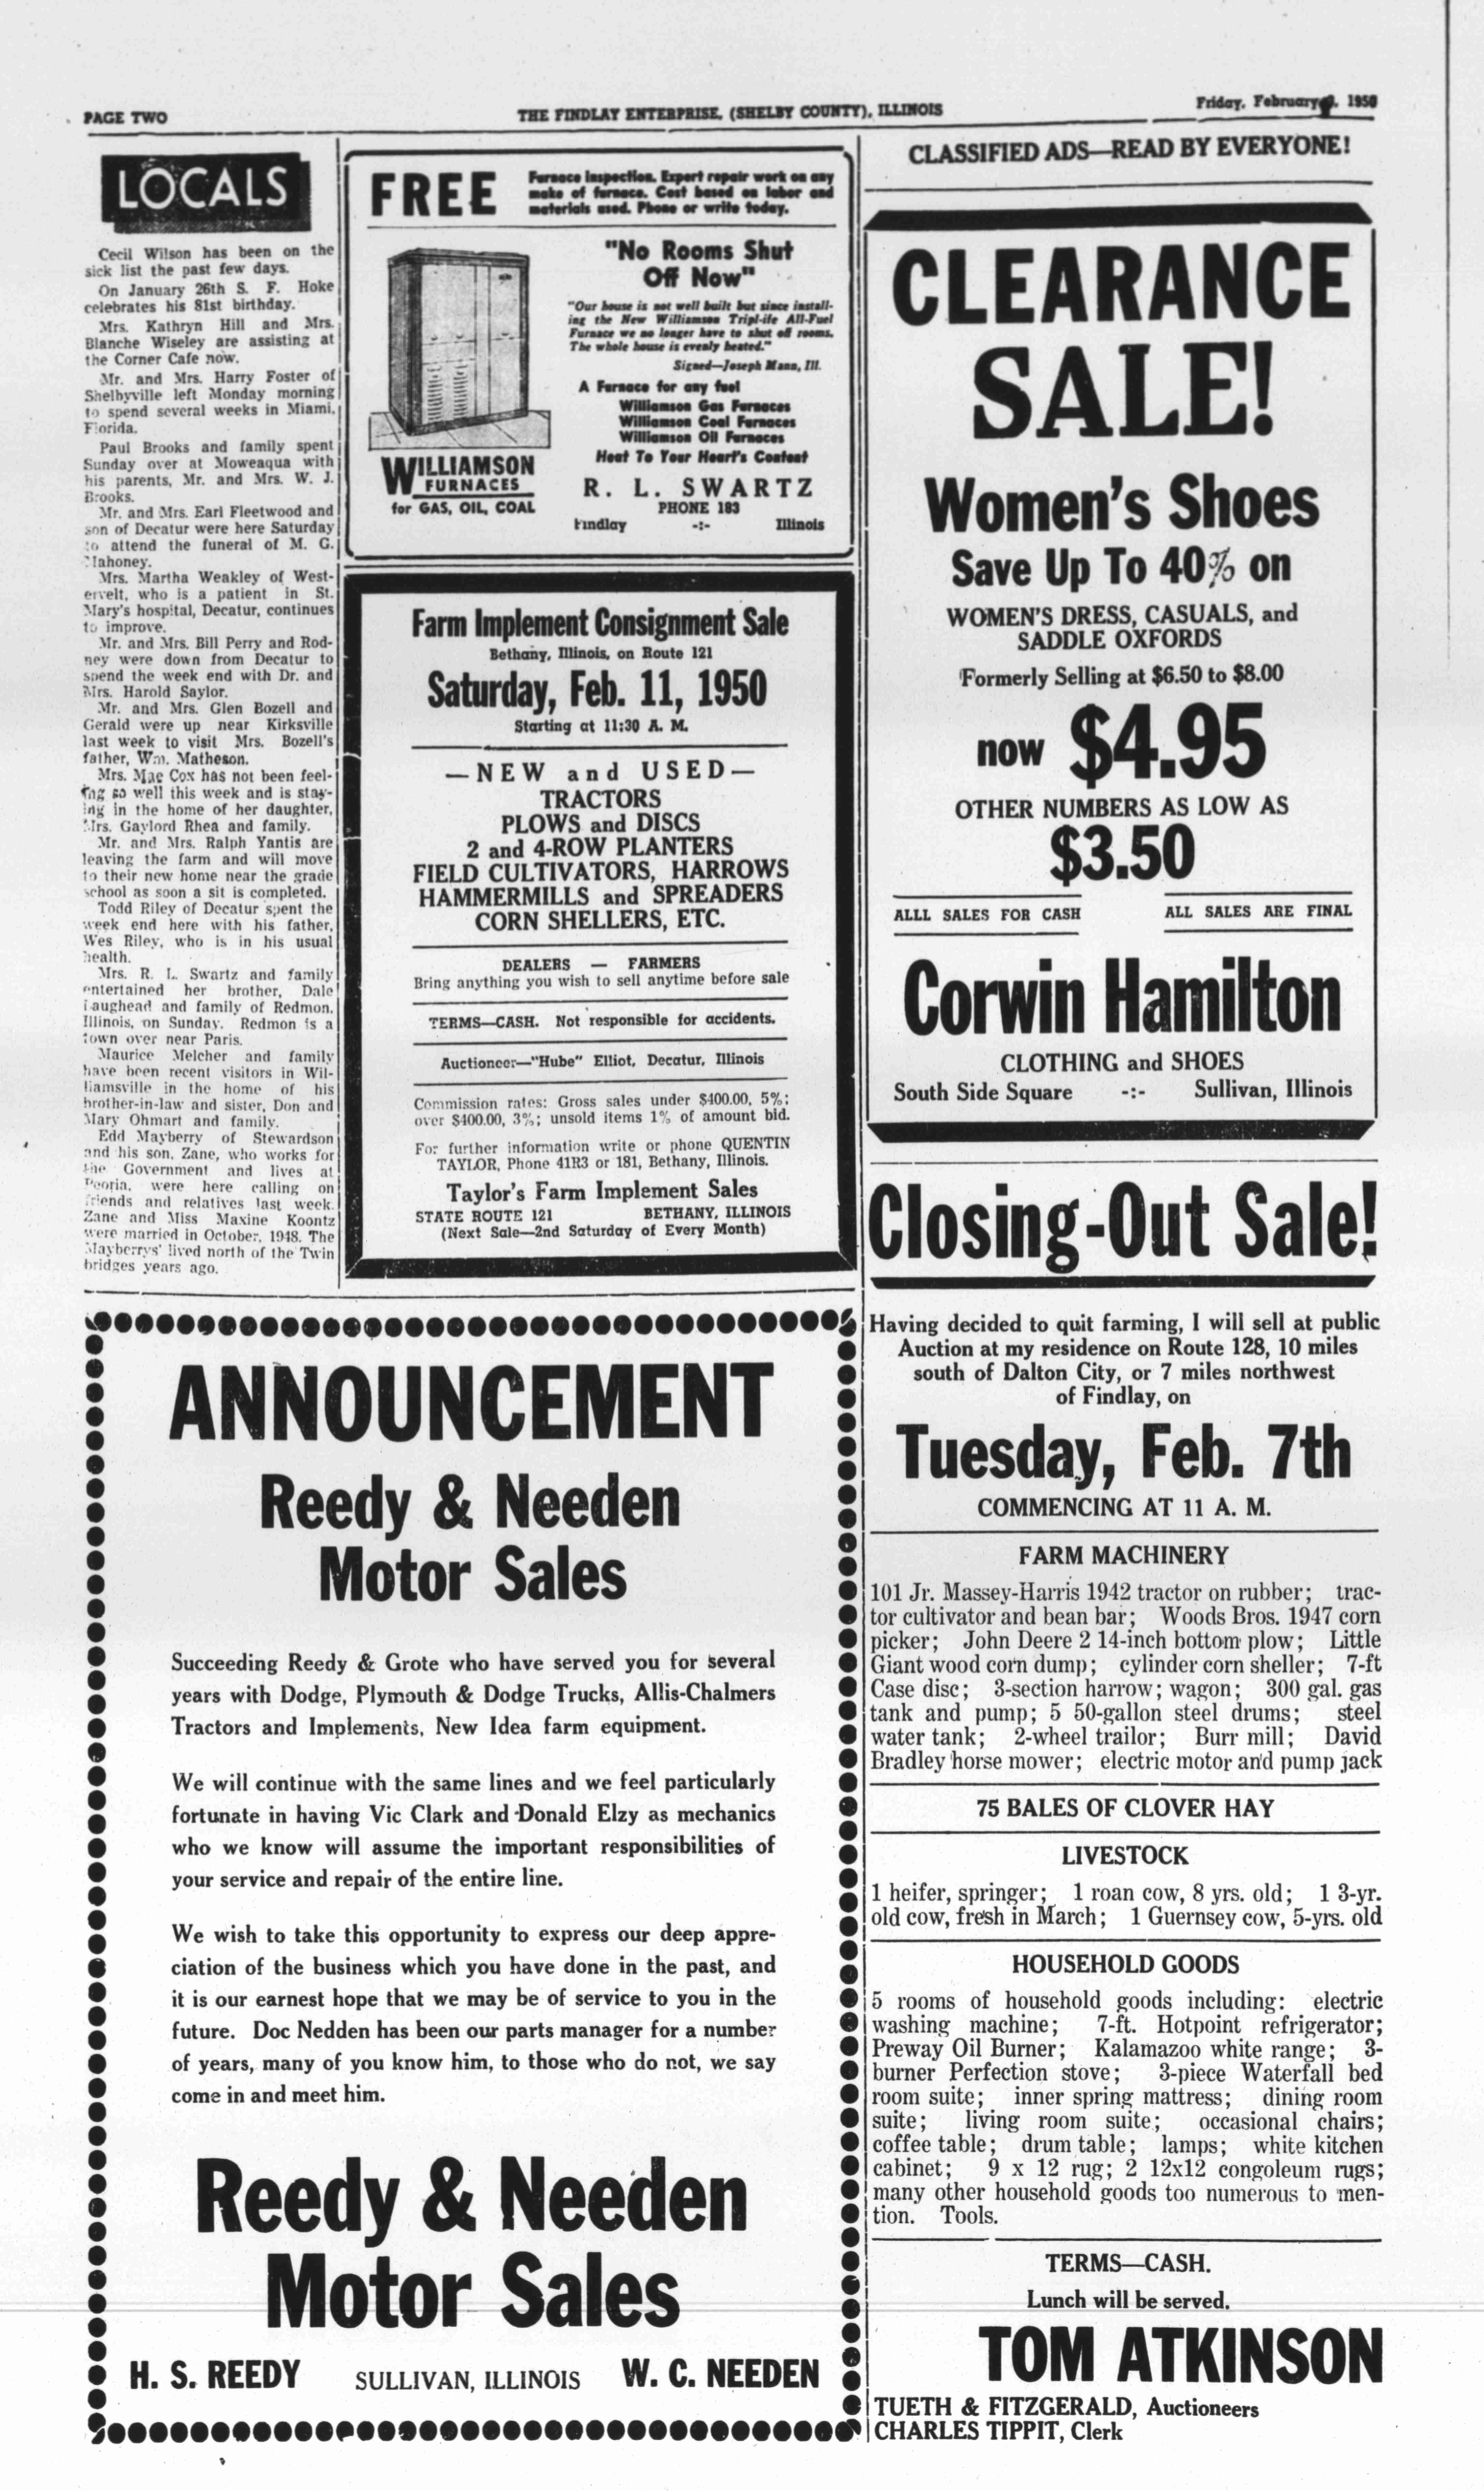 PAGE TWO
THE FINDLAY ENTERPRISE, (SHELBY COUNTY), ILLINOIS
Friday, February 1950
LOCALS
Cecil Wilson has been on the
sick list the past few days.
On January 26th S. F. Hoke
celebrates his 81st birthday.
Mrs. Kathryn Hill and Mrs.
Blanche Wiseley are assisting at
the Corner Cafe now.
Mr. and Mrs. Harry Foster of
Shelbyville left Monday morning
to spend several weeks in Miami,
Florida.
Paul Brooks and family spent
Sunday over at Moweaqua with
his parents, Mr. and Mrs. W. J.
Brooks.
Mr. and Mrs. Earl Fleetwood and
son of Decatur were here Saturday
to attend the funeral of M. G.
Mahoney.
Mrs. Martha Weakley of West-
ervelt, who is a patient in St.
Mary's hospital, Decatur, continues
to improve.
Mr. and Mrs. Bill Perry and Rod-
ney were down from Decatur to
spend the week end with Dr. and
Mrs. Harold Saylor.
Mr. and Mrs. Glen Bozell and
Gerald were up near Kirksville
last week to visit Mrs. Bozell's
father, Wm. Matheson.
Mrs. Mae Cox has not been feel-
ing so well this week and is stay-
ing in the home of her daughter,
Mrs. Gaylord Rhea and family.
Mr. and Mrs. Ralph Yantis are
leaving the farm and will move
to their new home near the grade
school as soon a sit is completed.
Todd Riley of Decatur spent the
week end here with his father,
Wes Riley, who is in his usual
health.
Mrs. R. L. Swartz and family
entertained her brother, Dale
Laughead and family of Redmon,
Illinois, on Sunday. Redmon is a
town over near Paris.
Maurice Melcher and family
have been recent visitors in Wil-
liamsville in the home of his
brother-in-law and sister, Don and
Mary Ohmart and family.
Edd Mayberry of Stewardson
and his son, Zane, who works for
the Government and lives at
Peoria, were here calling on
friends and relatives last week.
Zane and Miss Maxine Koontz
were married in October, 1948. The
Mayberrys' lived north of the Twin
bridges years ago.
FREE
Furnace Inspection. Expert repair work on any
make of furnace. Cost based on labor and
materials used. Phone or write today.
"No Rooms Shut
Off Now"
"Our house is not well built but since install-
ing the New Williamson Tripl-ife All-Fuel
Furnace we no longer have to shut off rooms.
The whole house is evenly heated."
Signed—Joseph Mann, Ill.
A Furnace for any fuel
Williamson Gas Furnaces
Williamson Coal Furnaces
Williamson Oil Furnaces
Heat To Your Heart's Content
WILLIAMSON
FURNACES
for GAS, OIL, COAL
R. L. SWARTZ
PHONE 183
Findlay -:- Illinois
Farm Implement Consignment Sale
Bethany, Illinois, on Route 121
Saturday, Feb. 11, 1950
Starting at 11:30 A. M.
—NEW and USED—
TRACTORS
PLOWS and DISCS
2 and 4-ROW PLANTERS
FIELD CULTIVATORS, HARROWS
HAMMERMILLS and SPREADERS
CORN SHELLERS, ETC.
DEALERS — FARMERS
Bring anything you wish to sell anytime before sale
TERMS—CASH. Not responsible for accidents.
Auctioneer—"Hube" Elliot, Decatur, Illinois
Commission rates: Gross sales under $400.00, 5%;
over $400.00, 3%; unsold items 1% of amount bid.
For further information write or phone QUENTIN
TAYLOR, Phone 41R3 or 181, Bethany, Illinois.
Taylor's Farm Implement Sales
STATE ROUTE 121 BETHANY, ILLINOIS
(Next Sale—2nd Saturday of Every Month)
ANNOUNCEMENT
Reedy & Needen
Motor Sales
Succeeding Reedy & Grote who have served you for several
years with Dodge, Plymouth & Dodge Trucks, Allis-Chalmers
Tractors and Implements, New Idea farm equipment.
We will continue with the same lines and we feel particularly
fortunate in having Vic Clark and Donald Elzy as mechanics
who we know will assume the important responsibilities of
your service and repair of the entire line.
We wish to take this opportunity to express our deep appre-
ciation of the business which you have done in the past, and
it is our earnest hope that we may be of service to you in the
future. Doc Nedden has been our parts manager for a number
of years, many of you know him, to those who do not, we say
come in and meet him.
Reedy & Needen
Motor Sales
H. S. REEDY SULLIVAN, ILLINOIS W. C. NEEDEN
CLASSIFIED ADS—READ BY EVERYONE!
CLEARANCE
SALE!
Women's Shoes
Save Up To 40% on
WOMEN'S DRESS, CASUALS, and
SADDLE OXFORDS
Formerly Selling at $6.50 to $8.00
now $4.95
OTHER NUMBERS AS LOW AS
$3.50
ALLL SALES FOR CASH ALL SALES ARE FINAL
Corwin Hamilton
CLOTHING and SHOES
South Side Square -:- Sullivan, Illinois
Closing-Out Sale!
Having decided to quit farming, I will sell at public
Auction at my residence on Route 128, 10 miles
south of Dalton City, or 7 miles northwest
of Findlay, on
Tuesday, Feb. 7th
COMMENCING AT 11 A. M.
FARM MACHINERY
101 Jr. Massey-Harris 1942 tractor on rubber; trac-
tor cultivator and bean bar; Woods Bros. 1947 corn
picker; John Deere 2 14-inch bottom plow; Little
Giant wood corn dump; cylinder corn sheller; 7-ft
Case disc; 3-section harrow; wagon; 300 gal. gas
tank and pump; 5 50-gallon steel drums; steel
water tank; 2-wheel trailor; Burr mill; David
Bradley horse mower; electric motor and pump jack
75 BALES OF CLOVER HAY
LIVESTOCK
1 heifer, springer; 1 roan cow, 8 yrs. old; 1 3-yr.
old cow, fresh in March; 1 Guernsey cow, 5-yrs. old
HOUSEHOLD GOODS
5 rooms of household goods including: electric
washing machine; 7-ft. Hotpoint refrigerator;
Preway Oil Burner; Kalamazoo white range; 3-
burner Perfection stove; 3-piece Waterfall bed
room suite; inner spring mattress; dining room
suite; living room suite; occasional chairs;
coffee table; drum table; lamps; white kitchen
cabinet; 9 x 12 rug; 2 12x12 congoleum rugs;
many other household goods too numerous to men-
tion. Tools.
TERMS—CASH.
Lunch will be served.
TOM ATKINSON
TUETH & FITZGERALD, Auctioneers
CHARLES TIPPIT, Clerk